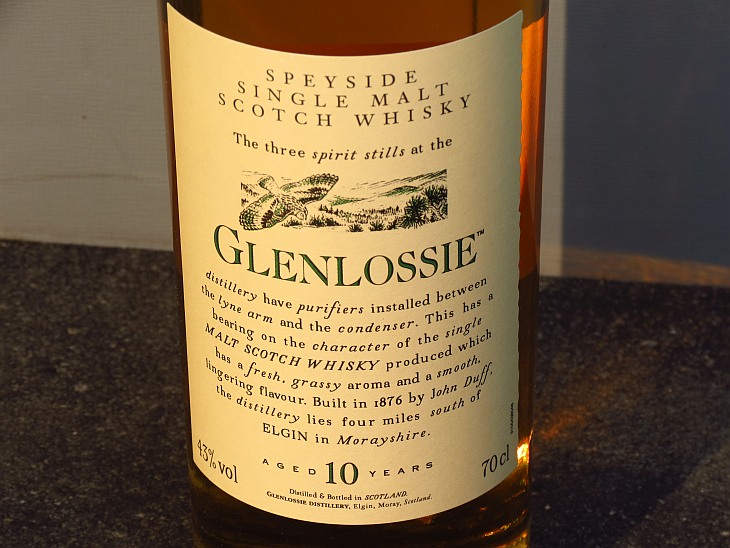 SPEYSIDE
SINGLE MALT
SCOTCH WHISKY
The three spirit stills at the
GLENLOSSIE™
distillery have purifiers installed between
the lyne arm and the condenser. This has a
bearing on the character of the single
MALT SCOTCH WHISKY produced which
has a fresh, grassy aroma and a smooth,
lingering flavour. Built in 1876 by John Duff,
the distillery lies four miles south of
ELGIN in Morayshire.
43% vol
AGED 10 YEARS
70cl
Distilled & Bottled in SCOTLAND.
GLENLOSSIE DISTILLERY, Elgin, Moray, Scotland.